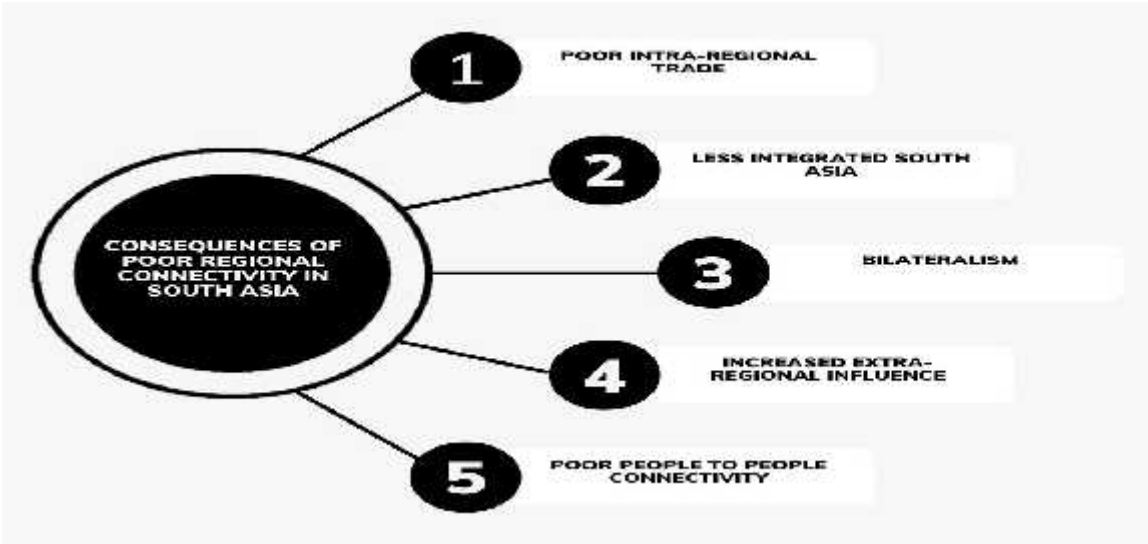 CONSEQUENCES OF
POOR REGIONAL
CONNECTIVITY IN
SOUTH ASIA
1
POOR INTRA-REGIONAL
TRADE
2
LESS INTEGRATED SOUTH
ASIA
3
BILATERALISM
4
INCREASED EXTRA-
REGIONAL INFLUENCE
5
POOR PEOPLE TO PEOPLE
CONNECTIVITY